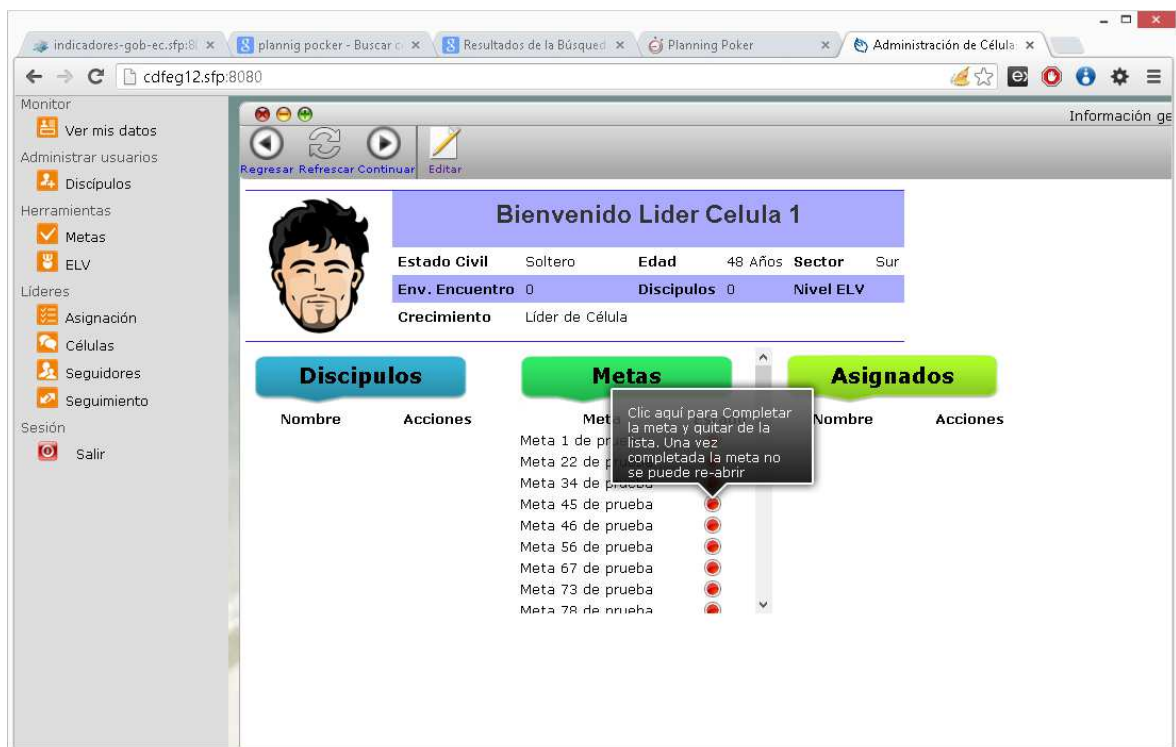 indicadores-gob-ec.sfp:8
plannig pocker - Buscar c
Resultados de la Búsqued
Planning Poker
Administración de Célula
cdfeg12.sfp:8080
Monitor
Ver mis datos
Administrar usuarios
Discípulos
Herramientas
Metas
ELV
Líderes
Asignación
Células
Seguidores
Seguimiento
Sesión
Salir
Información ge
Regresar Refrescar Continuar Editar
Bienvenido Lider Celula 1
Estado Civil Soltero Edad 48 Años Sector Sur
Env. Encuentro 0 Discipulos 0 Nivel ELV
Crecimiento Líder de Célula
Discipulos Metas Asignados
Nombre Acciones Meta Nombre Acciones
Clic aquí para Completar
la meta y quitar de la
lista. Una vez
completada la meta no
se puede re-abrir
Meta 1 de prueba
Meta 22 de prueba
Meta 34 de prueba
Meta 45 de prueba
Meta 46 de prueba
Meta 56 de prueba
Meta 67 de prueba
Meta 73 de prueba
Meta 78 de prueba